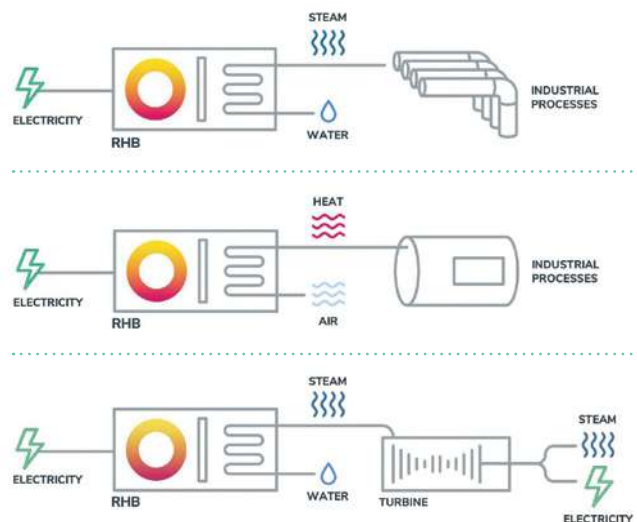 STEAM
ELECTRICITY
RHB
WATER
INDUSTRIAL
PROCESSES
HEAT
ELECTRICITY
RHB
AIR
INDUSTRIAL
PROCESSES
STEAM
ELECTRICITY
RHB
WATER
TURBINE
STEAM
ELECTRICITY